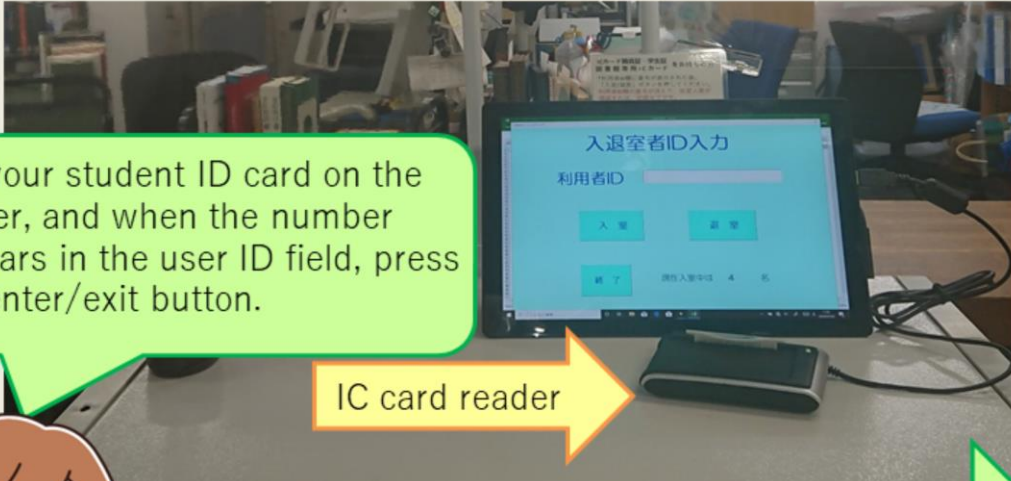 our student ID card on the
er, and when the number
ars in the user ID field, press
nter/exit button.
IC card reader
入退室者ID入力
利用者ID
入 室
退 室
終 了
現在入室中は 4 名